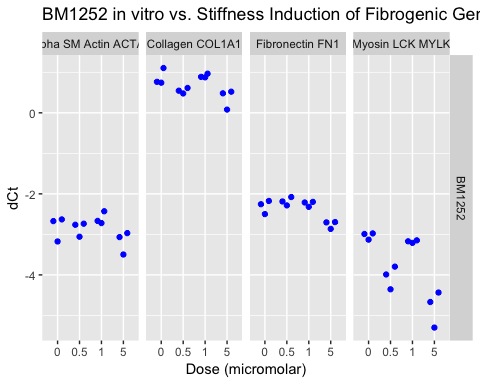 BM1252 in vitro vs. Stiffness Induction of Fibrogenic Ger
pha SM Actin ACTA
Collagen COL1A1
Fibronectin FN1
Myosin LCK MYLK
BM1252
dCt
0
-2
-4
0 0.5 1 5
0 0.5 1 5
0 0.5 1 5
0 0.5 1 5
Dose (micromolar)